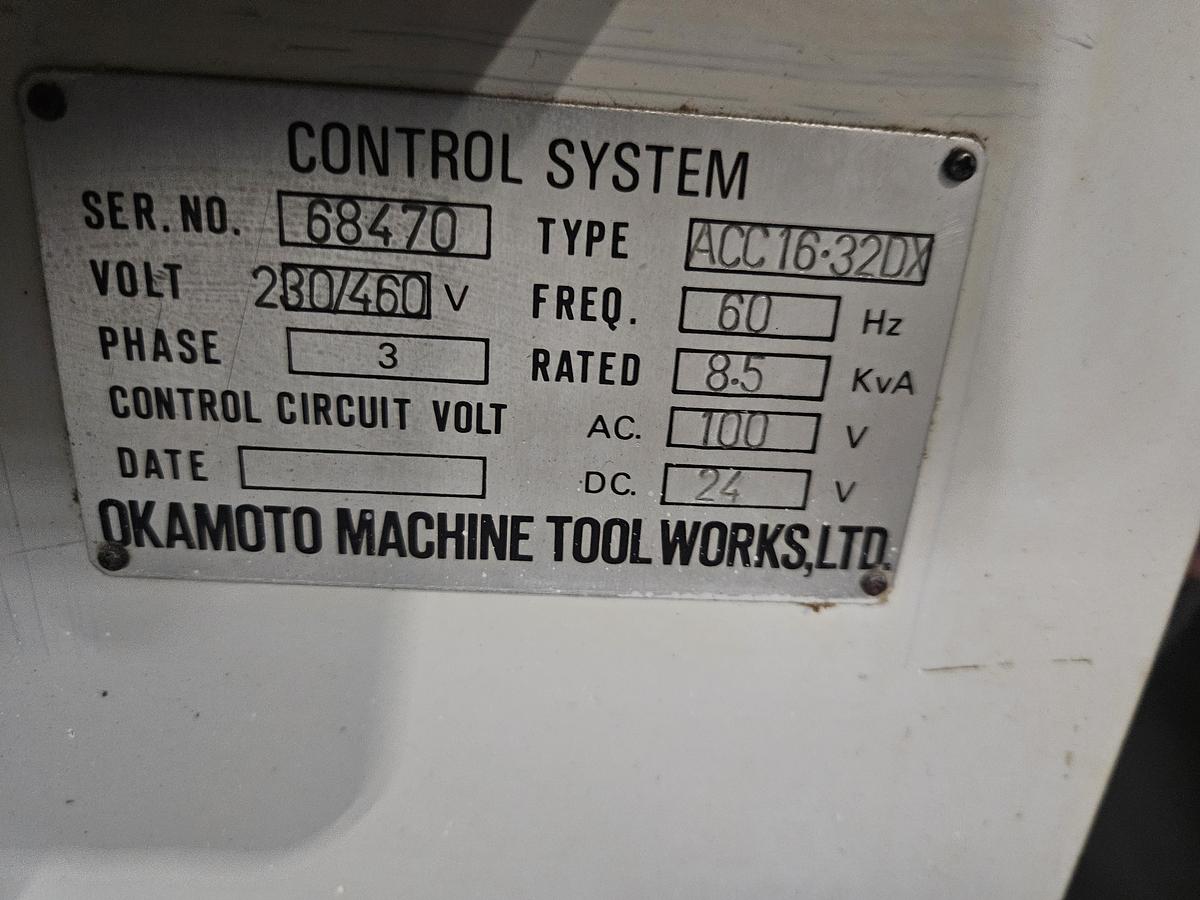 CONTROL SYSTEM
SER. NO. 68470 TYPE ACC16·32DX
VOLT 230/460 V FREQ. 60 Hz
PHASE 3 RATED 8.5 KvA
CONTROL CIRCUIT VOLT AC. 100 V
DATE DC. 24 V
OKAMOTO MACHINE TOOL WORKS,LTD.